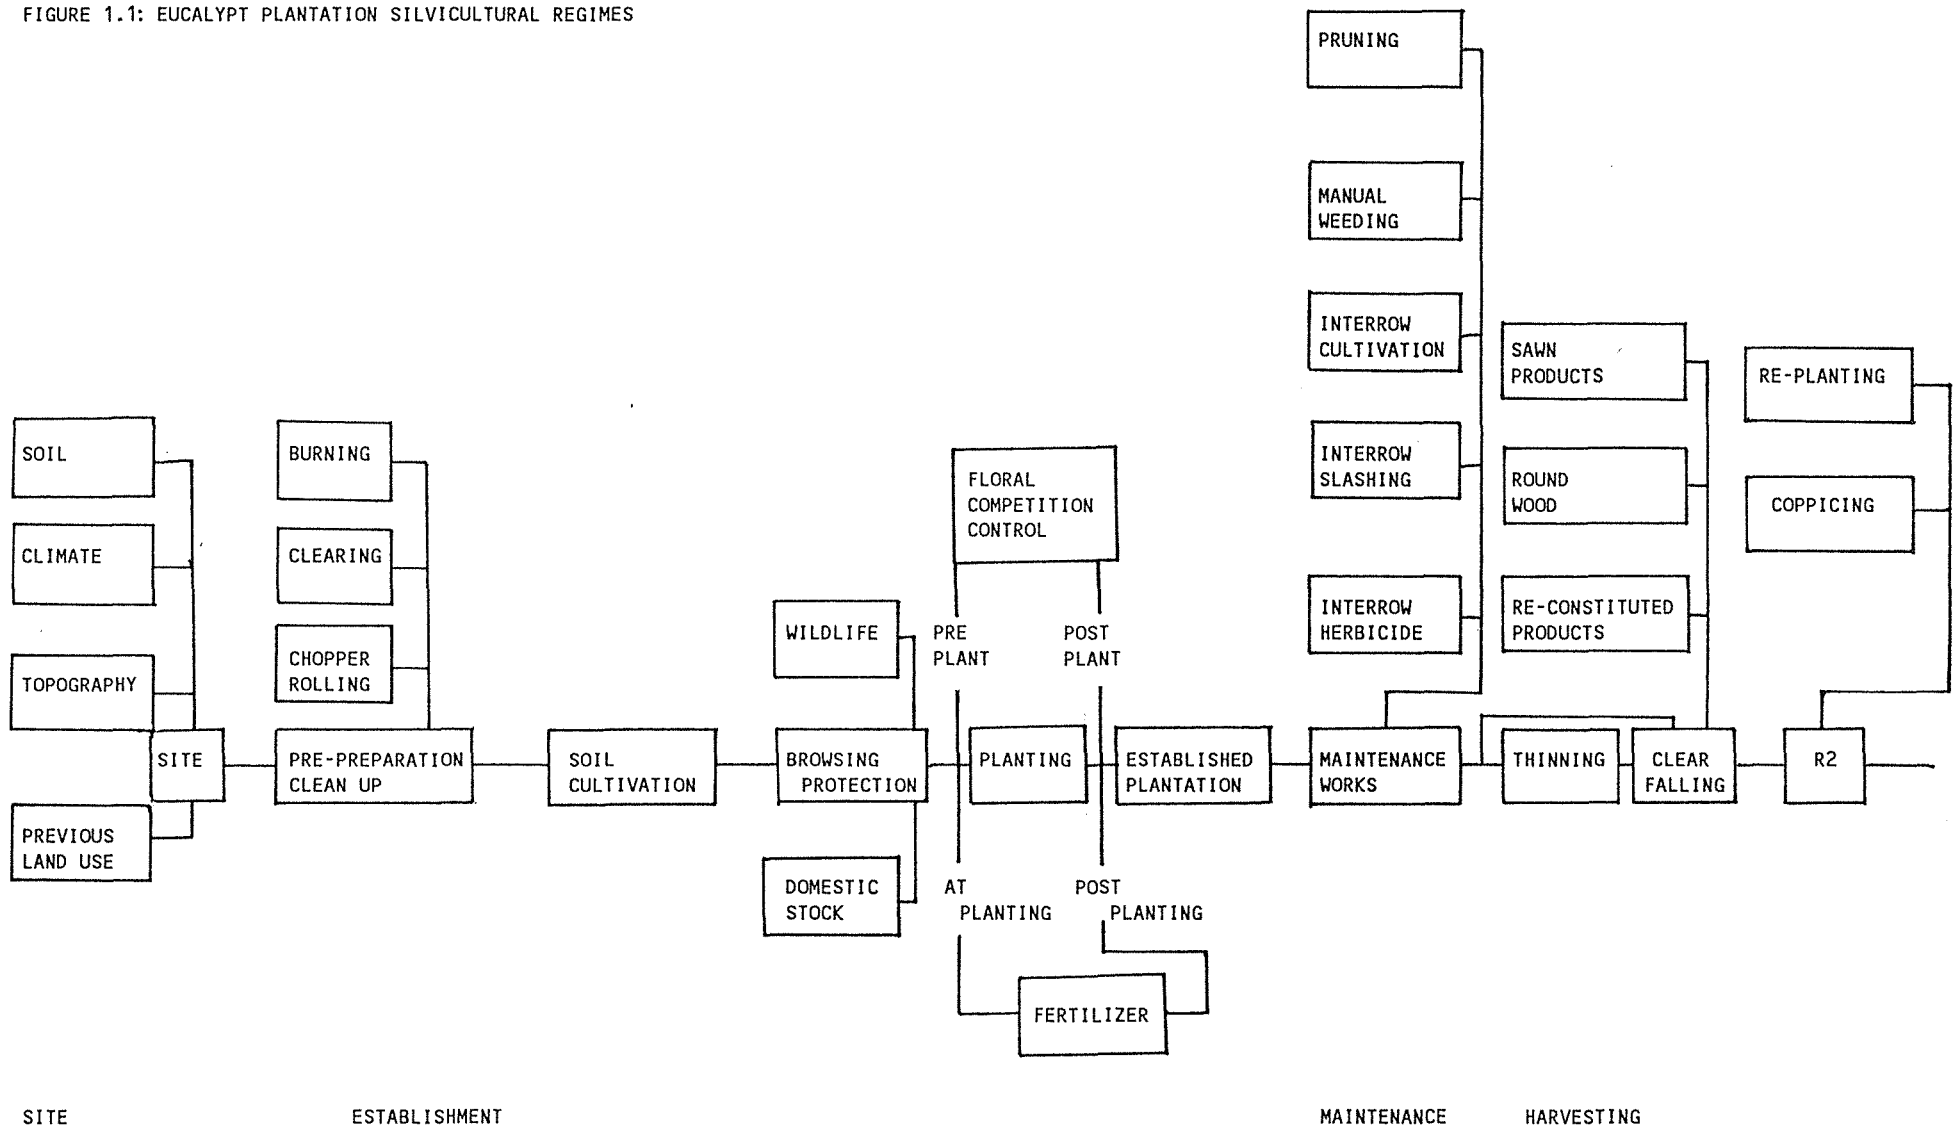 FIGURE 1.1: EUCALYPT PLANTATION SILVICULTURAL REGIMES
PRUNING
MANUAL
WEEDING
INTERROW
CULTIVATION
INTERROW
SLASHING
INTERROW
HERBICIDE
SAWN
PRODUCTS
ROUND
WOOD
RE-CONSTITUTED
PRODUCTS
RE-PLANTING
COPPICING
SOIL
CLIMATE
TOPOGRAPHY
PREVIOUS
LAND USE
BURNING
CLEARING
CHOPPER
ROLLING
WILDLIFE
DOMESTIC
STOCK
FLORAL
COMPETITION
CONTROL
PRE
PLANT
POST
PLANT
SITE
PRE-PREPARATION
CLEAN UP
SOIL
CULTIVATION
BROWSING
PROTECTION
PLANTING
ESTABLISHED
PLANTATION
MAINTENANCE
WORKS
THINNING
CLEAR
FALLING
R2
AT
PLANTING
POST
PLANTING
FERTILIZER
SITE
ESTABLISHMENT
MAINTENANCE
HARVESTING